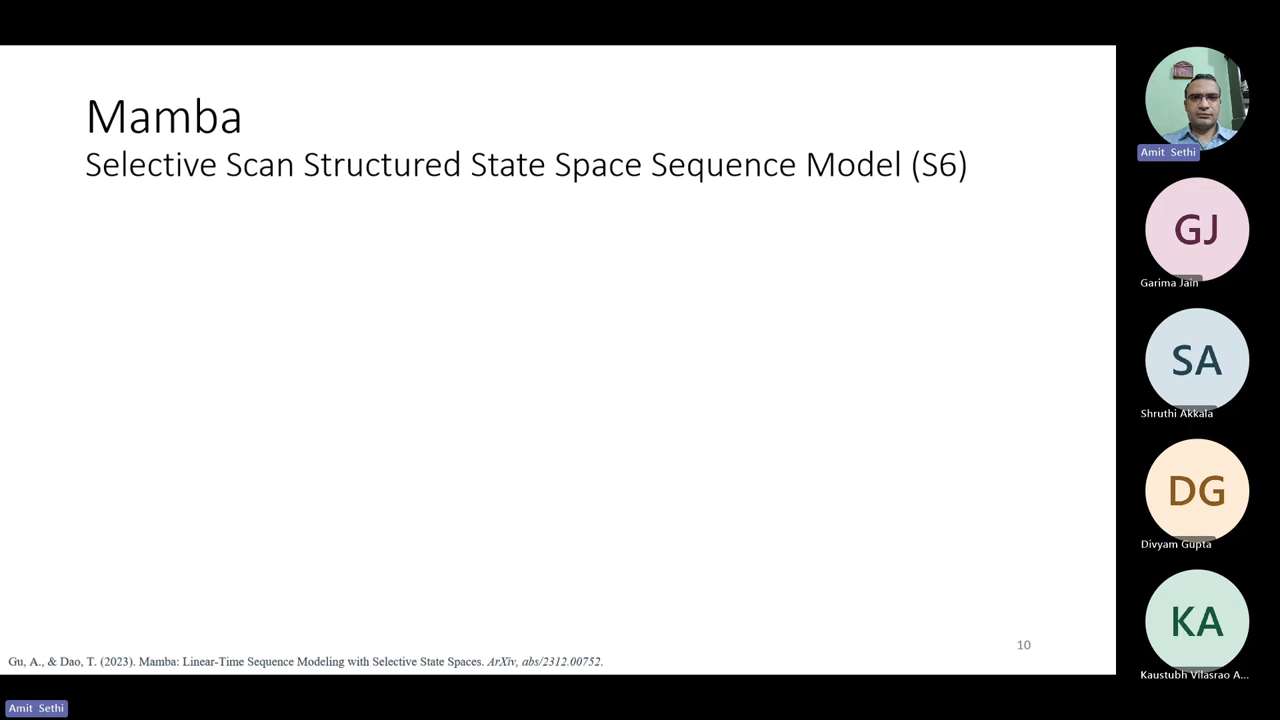 Mamba
Selective Scan Structured State Space Sequence Model (S6)
10
Gu, A., & Dao, T. (2023). Mamba: Linear-Time Sequence Modeling with Selective State Spaces. ArXiv, abs/2312.00752.
Amit Sethi
GJ
Garima Jain
SA
Shruthi Akkala
DG
Divyam Gupta
KA
Kaustubh Vilasrao A...
Amit Sethi